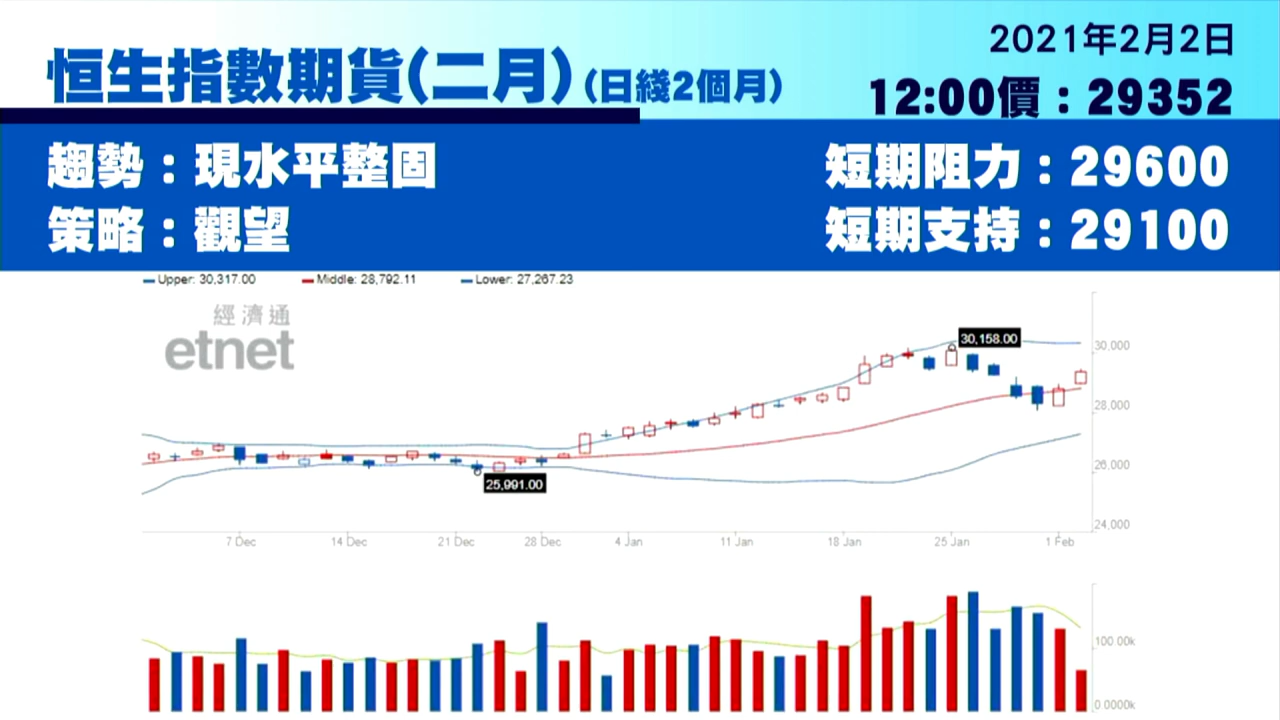 恒生指數期貨(二月)(日綫2個月)
2021年2月2日
12:00價：29352
趨勢：現水平整固
短期阻力：29600
策略：觀望
短期支持：29100
Upper: 30,317.00 Middle: 28,792.11 Lower: 27,267.23
經濟通
etnet
30,158.00
30,000
28,000
26,000
25,991.00
24,000
7 Dec 14 Dec 21 Dec 28 Dec 4 Jan 11 Jan 18 Jan 25 Jan 1 Feb
100.00k
0.0000k